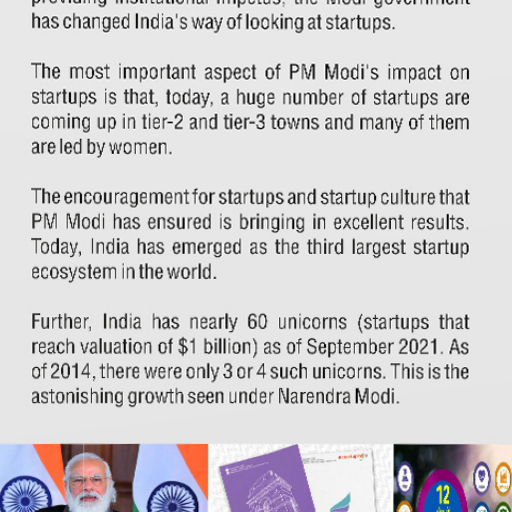 providing institutional impetus, the Modi government
has changed India's way of looking at startups.
The most important aspect of PM Modi's impact on
startups is that, today, a huge number of startups are
coming up in tier-2 and tier-3 towns and many of them
are led by women.
The encouragement for startups and startup culture that
PM Modi has ensured is bringing in excellent results.
Today, India has emerged as the third largest startup
ecosystem in the world.
Further, India has nearly 60 unicorns (startups that
reach valuation of $1 billion) as of September 2021. As
of 2014, there were only 3 or 4 such unicorns. This is the
astonishing growth seen under Narendra Modi.
12